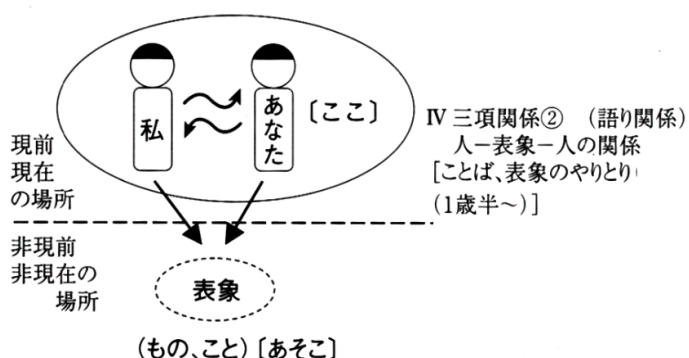 私
あなた
〔ここ〕
現前
現在
の場所
Ⅳ 三項関係② (語り関係)
人−表象−人の関係
[ことば、表象のやりとり
(1歳半~)]
非現前
非現在の
場所
表象
(もの、こと)〔あそこ〕